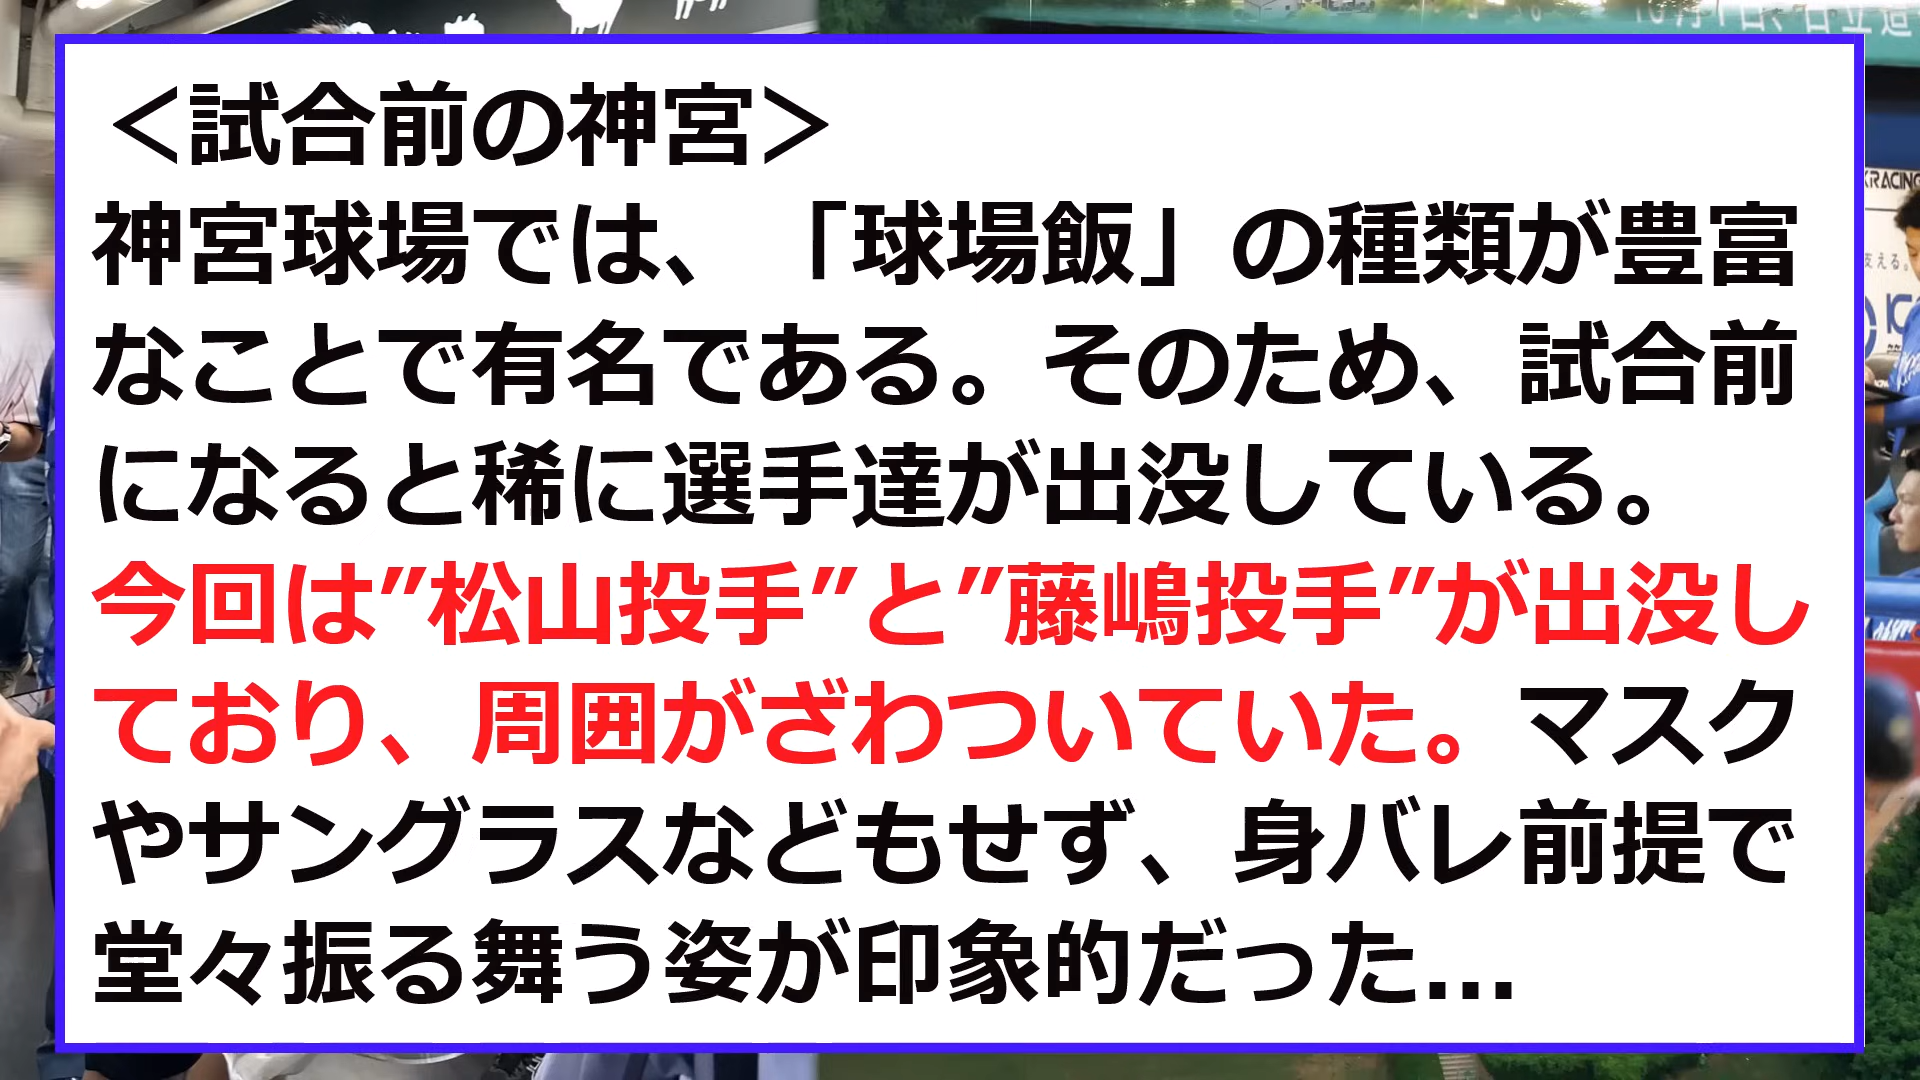 ＜試合前の神宮＞
神宮球場では、「球場飯」の種類が豊富
なことで有名である。そのため、試合前
になると稀に選手達が出没している。
今回は”松山投手”と”藤嶋投手”が出没し
ており、周囲がざわついていた。マスク
やサングラスなどもせず、身バレ前提で
堂々振る舞う姿が印象的だった...
KRACING
支える。